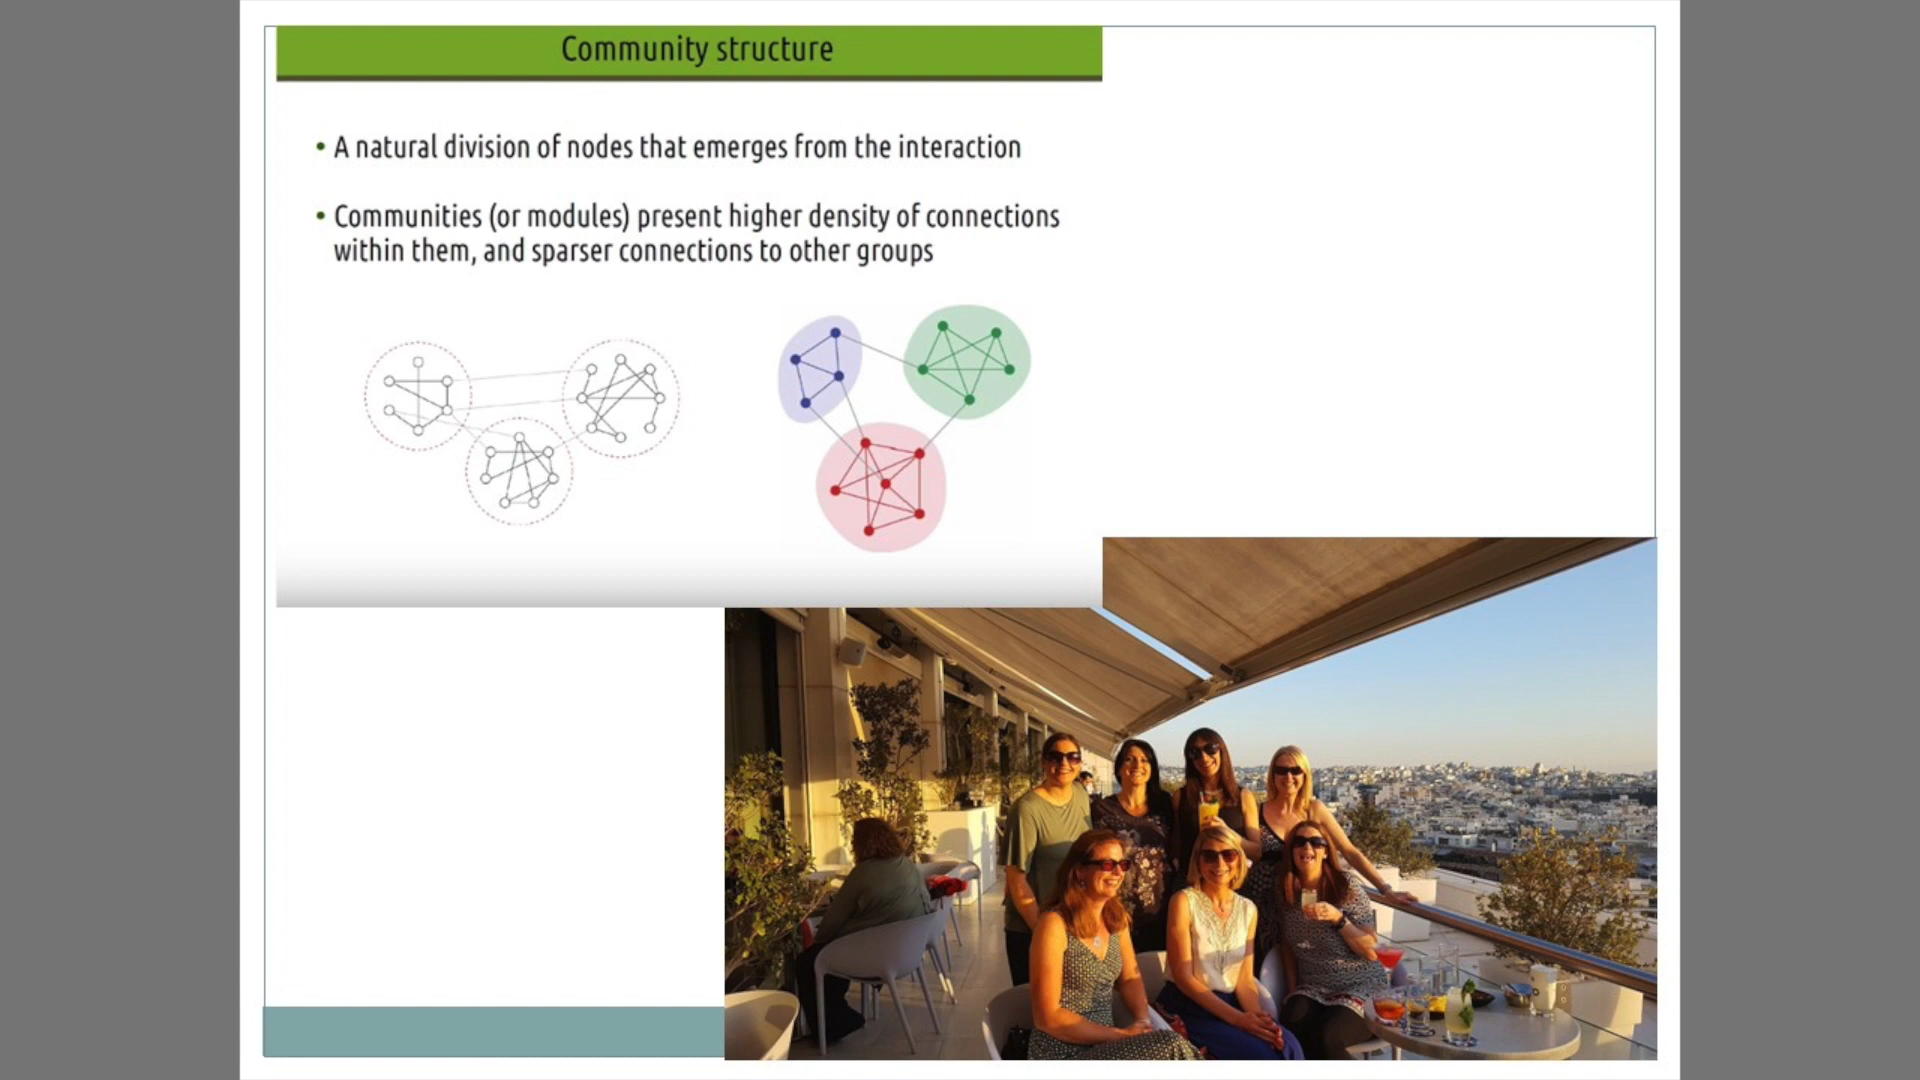 Community structure
• A natural division of nodes that emerges from the interaction
• Communities (or modules) present higher density of connections
within them, and sparser connections to other groups